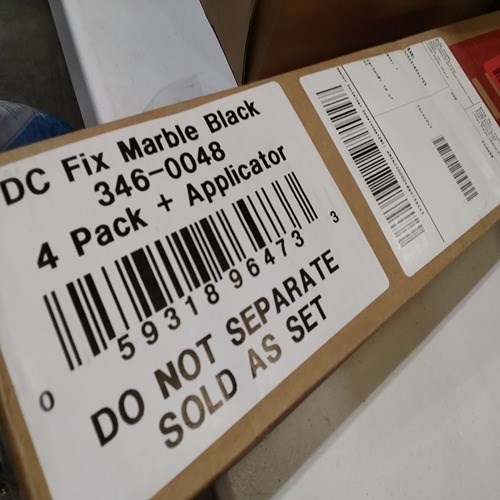 DC Fix Marble Black
346-0048
4 Pack + Applicator
0 59318 96473 3
DO NOT SEPARATE
SOLD AS SET